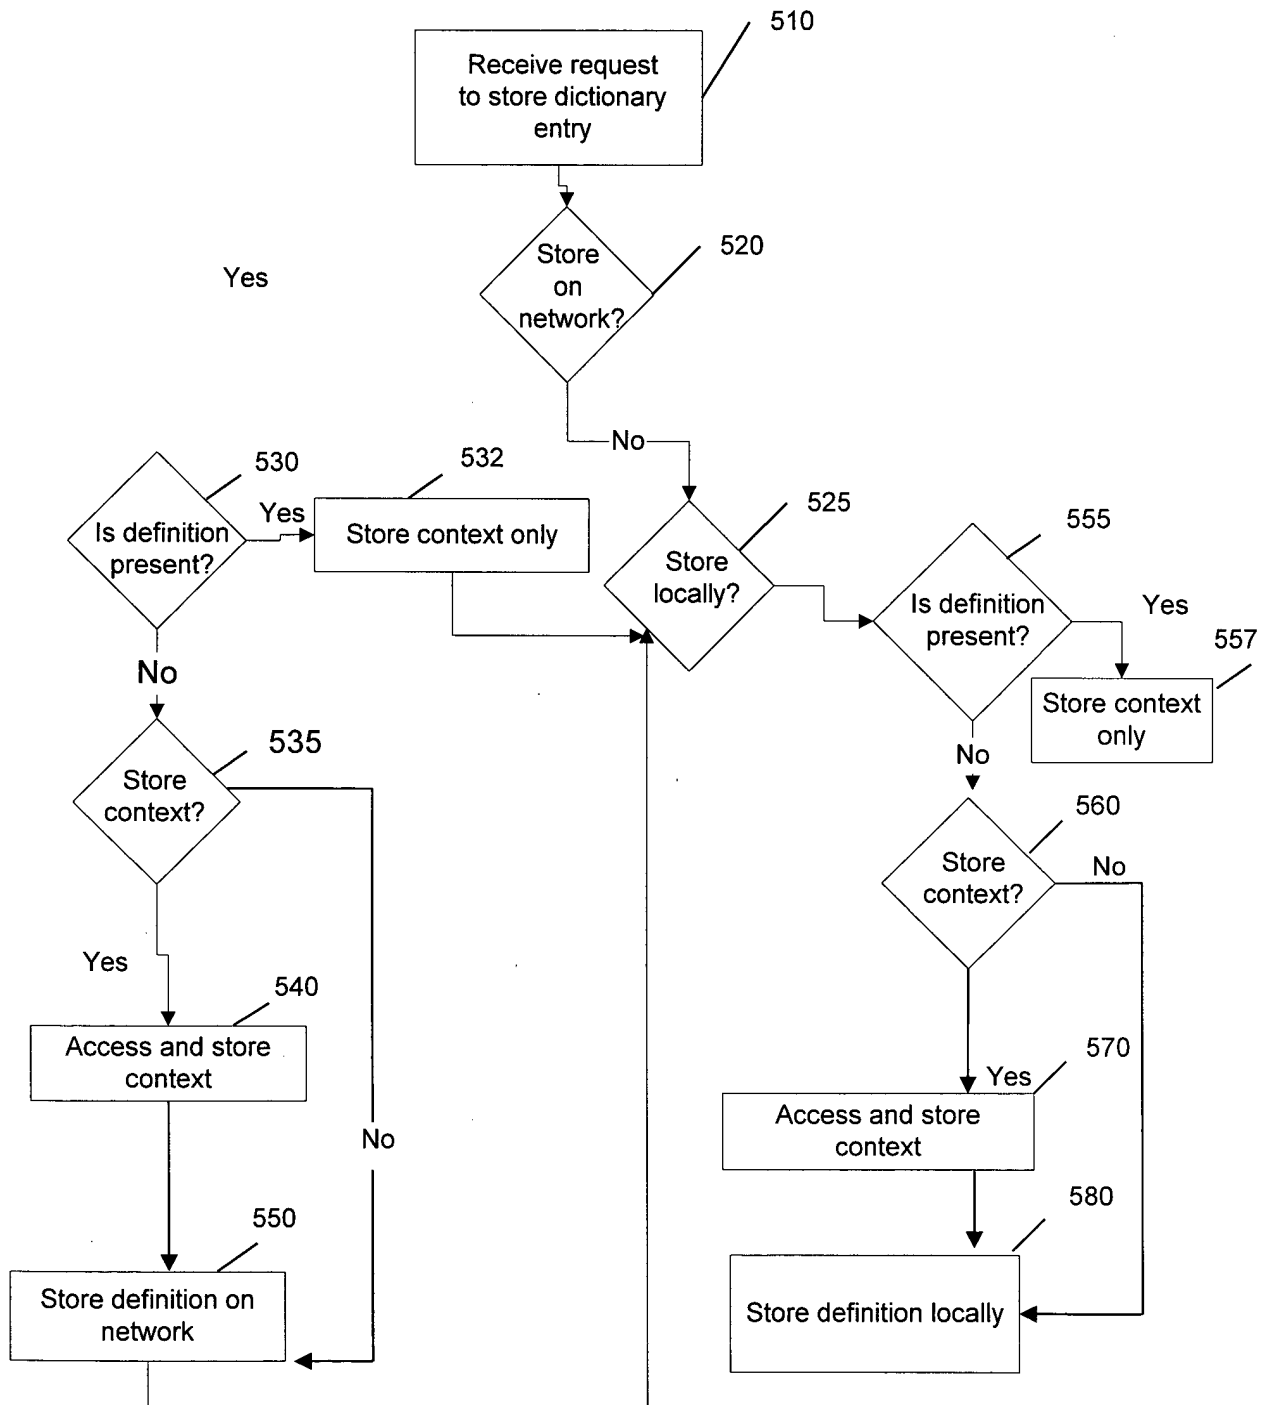 510
Receive request
to store dictionary
entry
520
Store
on
network?
Yes
No
530
532
Is definition
present?
Yes
Store context only
525
Store
locally?
555
Is definition
present?
Yes
557
Store context
only
No
No
535
Store
context?
560
Store
context?
No
Yes
540
Access and store
context
570
Yes
Access and store
context
No
550
Store definition on
network
580
Store definition locally